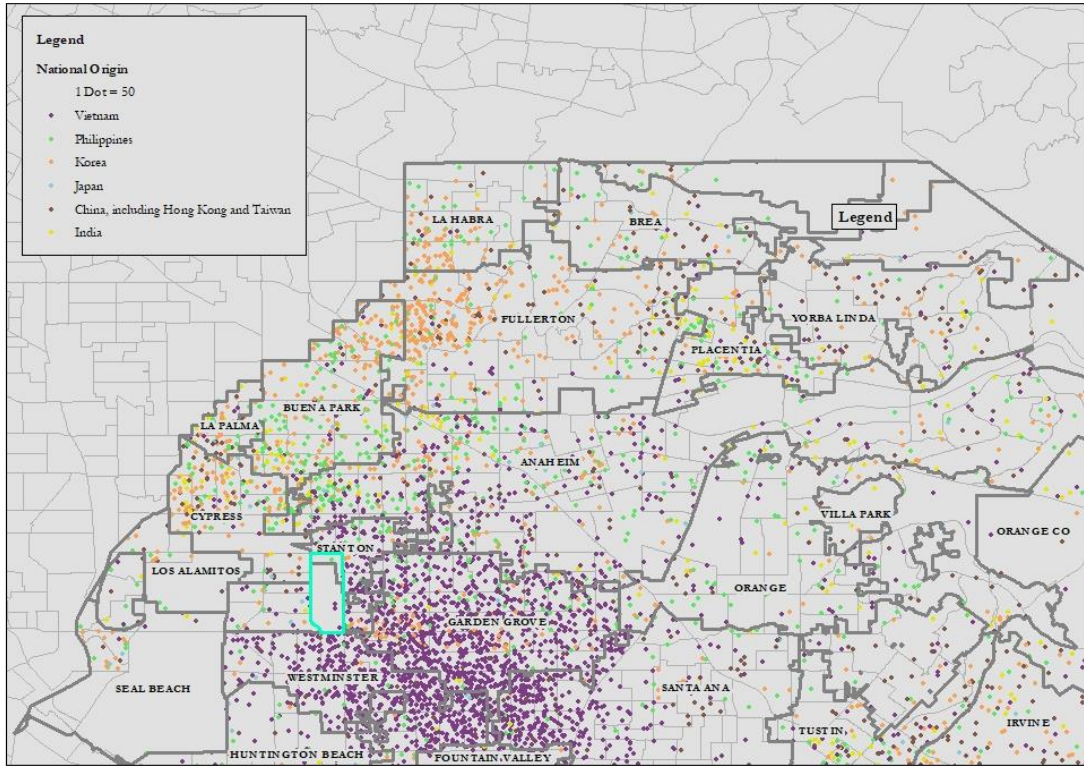 Legend
National Origin
1 Dot = 50
Vietnam
Philippines
Korea
Japan
China, including Hong Kong and Taiwan
India
LA HABRA
BREA
Legend
FULLERTON
YORBA LINDA
PLACENTIA
BUENA PARK
LA PALMA
ANAHEIM
CYPRESS
VILLA PARK
ORANGE CO
STANTON
LOS ALAMITOS
ORANGE
GARDEN GROVE
WESTMINSTER
SEAL BEACH
SANTA ANA
IRVINE
TUSTIN
HUNTINGTON BEACH
FOUNTAIN VALLEY